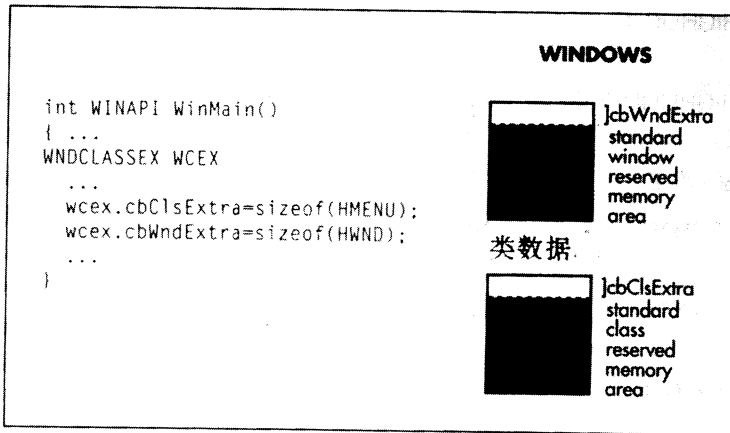 int WINAPI WinMain()
{ ...
WNDCLASSEX WCEX
...
wcex.cbClsExtra=sizeof(HMENU);
wcex.cbWndExtra=sizeof(HWND);
...
}
WINDOWS
]cbWndExtra
standard
window
reserved
memory
area
类数据
]cbClsExtra
standard
class
reserved
memory
area